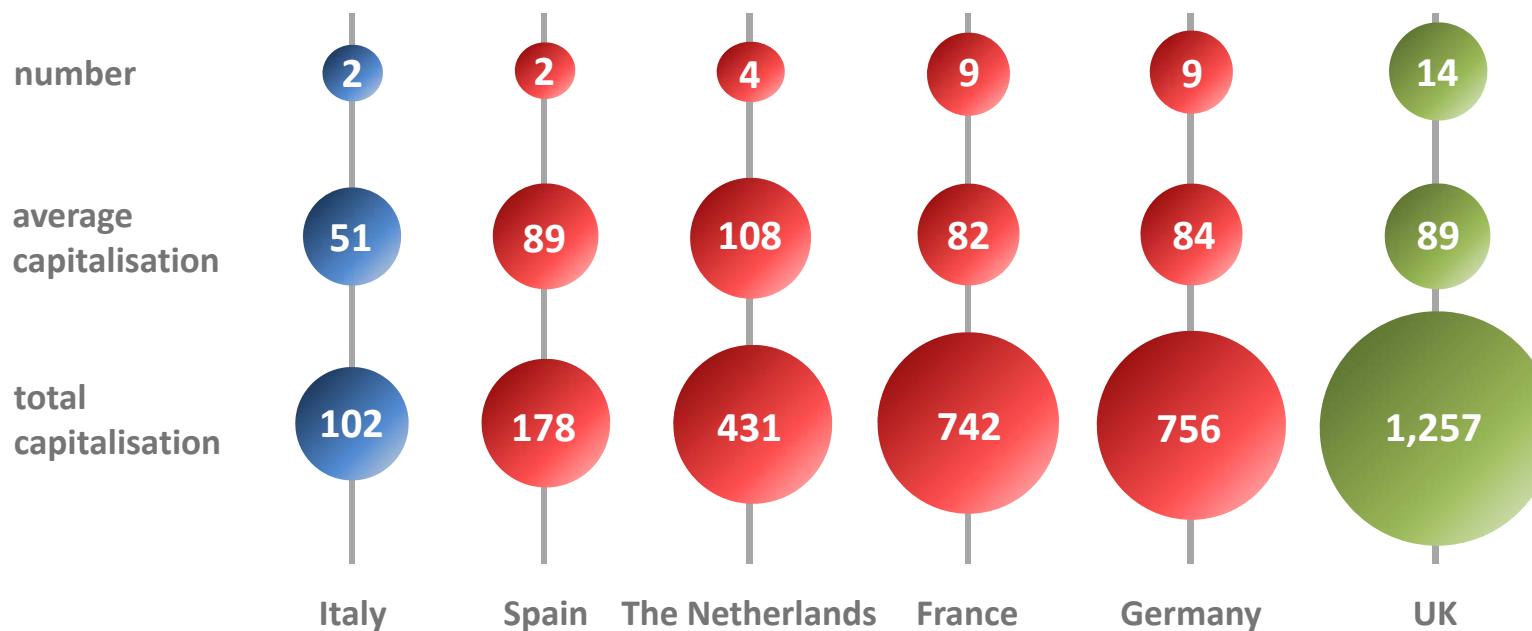 number
2 2 4 9 9 14
average
capitalisation
51 89 108 82 84 89
total
capitalisation
102 178 431 742 756 1,257
Italy Spain The Netherlands France Germany UK